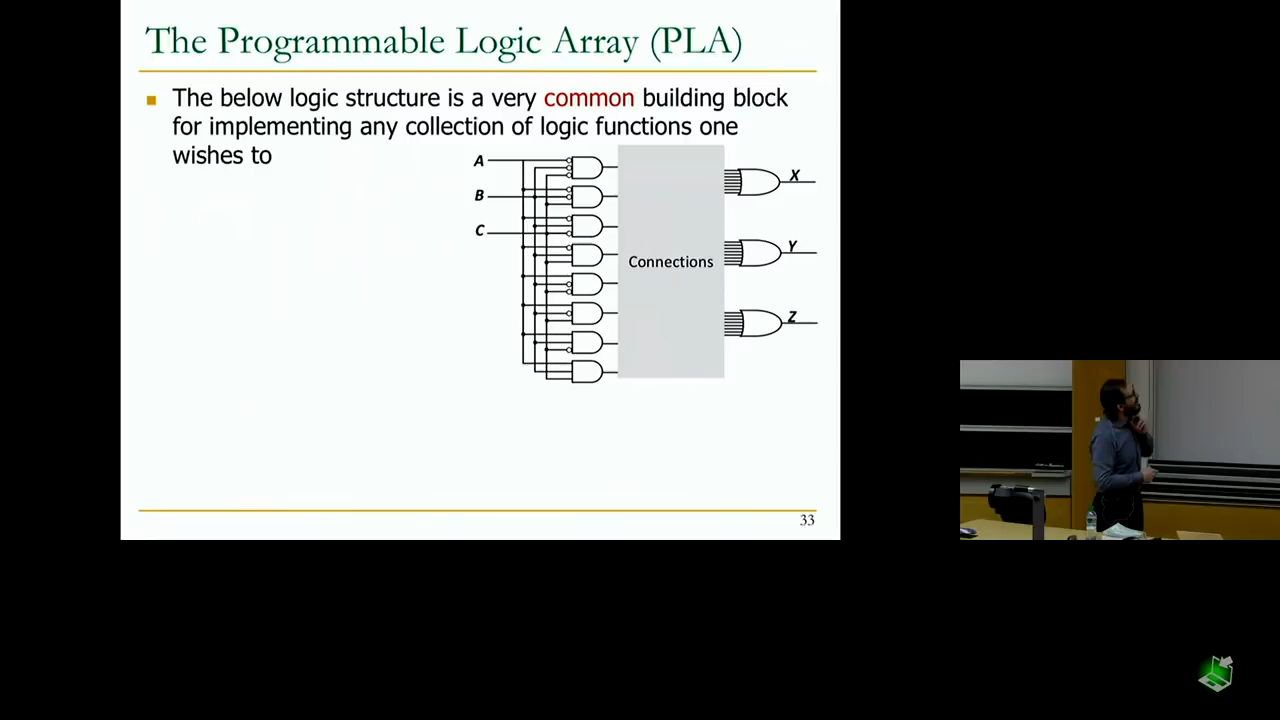 The Programmable Logic Array (PLA)
The below logic structure is a very common building block
for implementing any collection of logic functions one
wishes to
A
B
C
Connections
X
Y
Z
33